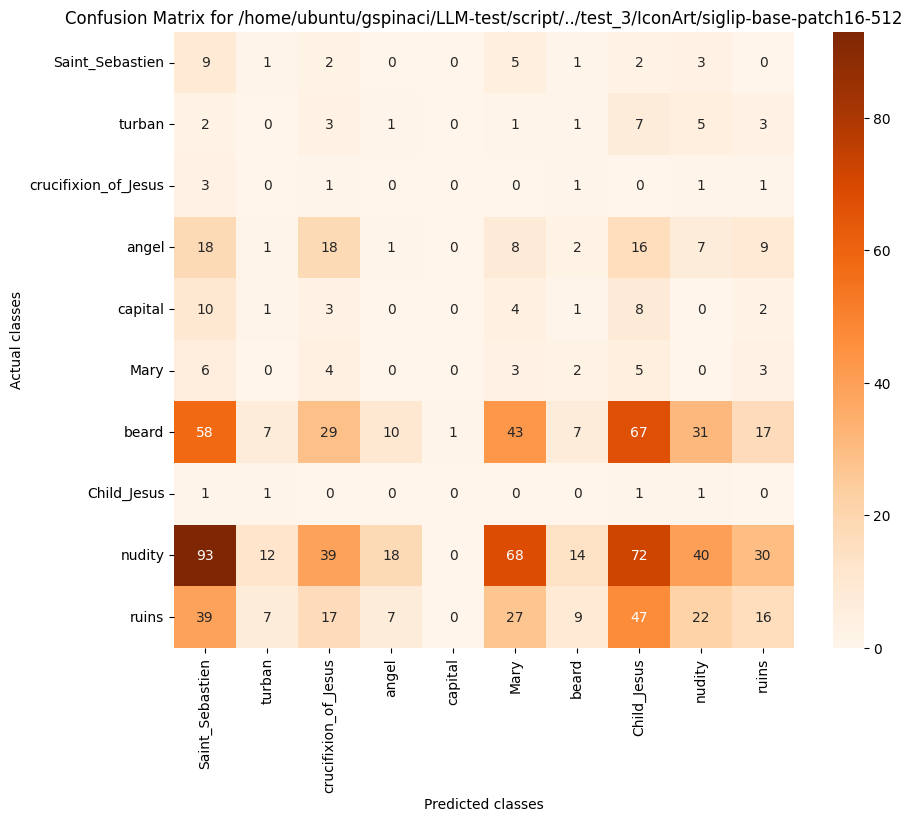 Confusion Matrix for /home/ubuntu/gspinaci/LLM-test/script/../test_3/IconArt/siglip-base-patch16-512
Saint_Sebastien 9 1 2 0 0 5 1 2 3 0
turban 2 0 3 1 0 1 1 7 5 3
crucifixion_of_Jesus 3 0 1 0 0 0 1 0 1 1
angel 18 1 18 1 0 8 2 16 7 9
capital 10 1 3 0 0 4 1 8 0 2
Mary 6 0 4 0 0 3 2 5 0 3
beard 58 7 29 10 1 43 7 67 31 17
Child_Jesus 1 1 0 0 0 0 0 1 1 0
nudity 93 12 39 18 0 68 14 72 40 30
ruins 39 7 17 7 0 27 9 47 22 16
Actual classes
Saint_Sebastien
turban
crucifixion_of_Jesus
angel
capital
Mary
beard
Child_Jesus
nudity
ruins
Predicted classes
80
60
40
20
0